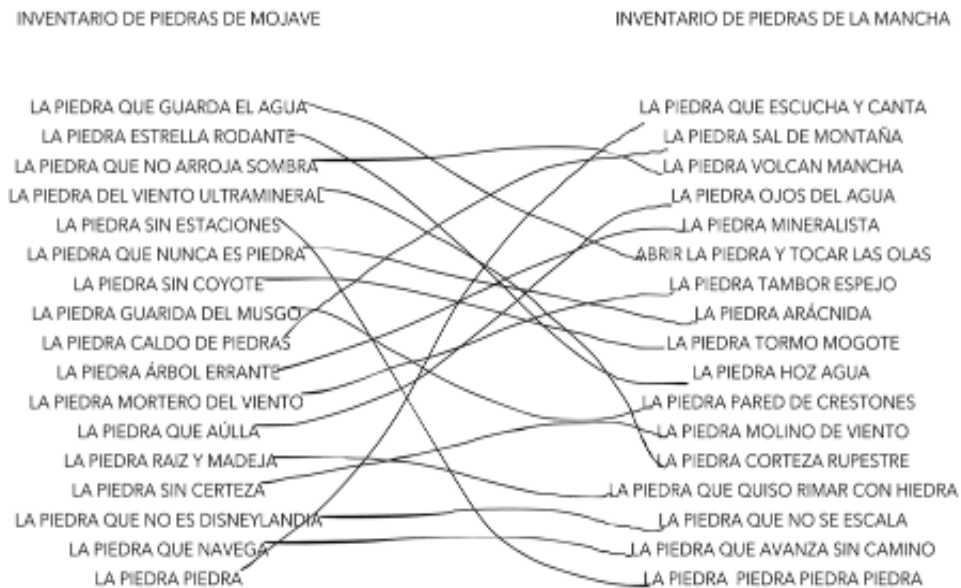 INVENTARIO DE PIEDRAS DE MOJAVE
LA PIEDRA QUE GUARDA EL AGUA
LA PIEDRA ESTRELLA RODANTE
LA PIEDRA QUE NO ARROJA SOMBRA
LA PIEDRA DEL VIENTO ULTRAMINERAL
LA PIEDRA SIN ESTACIONES
LA PIEDRA QUE NUNCA ES PIEDRA
LA PIEDRA SIN COYOTE
LA PIEDRA GUARIDA DEL MUSGO
LA PIEDRA CALDO DE PIEDRAS
LA PIEDRA ÁRBOL ERRANTE
LA PIEDRA MORTERO DEL VIENTO
LA PIEDRA QUE AÚLLA
LA PIEDRA RAIZ Y MADEJA
LA PIEDRA SIN CERTEZA
LA PIEDRA QUE NO ES DISNEYLANDIA
LA PIEDRA QUE NAVEGA
LA PIEDRA PIEDRA
INVENTARIO DE PIEDRAS DE LA MANCHA
LA PIEDRA QUE ESCUCHA Y CANTA
LA PIEDRA SAL DE MONTAÑA
LA PIEDRA VOLCAN MANCHA
LA PIEDRA OJOS DEL AGUA
LA PIEDRA MINERALISTA
ABRIR LA PIEDRA Y TOCAR LAS OLAS
LA PIEDRA TAMBOR ESPEJO
LA PIEDRA ARÁCNIDA
LA PIEDRA TORMO MOGOTE
LA PIEDRA HOZ AGUA
LA PIEDRA PARED DE CRESTONES
LA PIEDRA MOLINO DE VIENTO
LA PIEDRA CORTEZA RUPESTRE
LA PIEDRA QUE QUISO RIMAR CON HIEDRA
LA PIEDRA QUE NO SE ESCALA
LA PIEDRA QUE AVANZA SIN CAMINO
LA PIEDRA PIEDRA PIEDRA PIEDRA